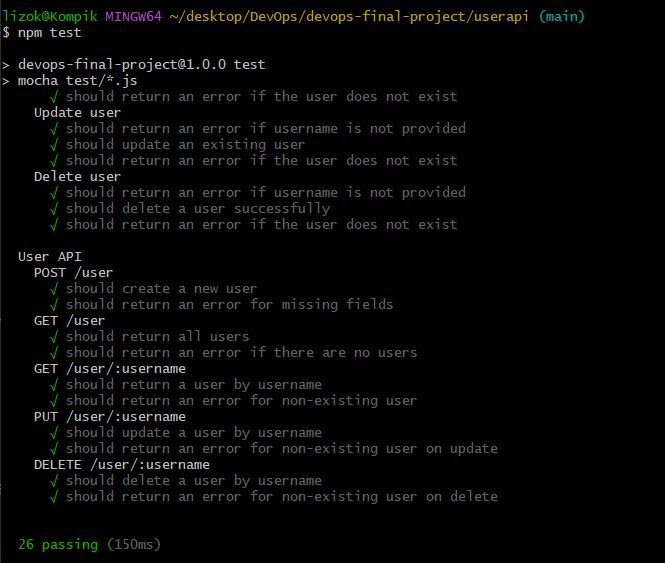 lizok@Kompik MINGW64 ~/desktop/DevOps/devops-final-project/userapi (main)
$ npm test

> devops-final-project@1.0.0 test
> mocha test/*.js
      √ should return an error if the user does not exist
    Update user
      √ should return an error if username is not provided
      √ should update an existing user
      √ should return an error if the user does not exist
    Delete user
      √ should return an error if username is not provided
      √ should delete a user successfully
      √ should return an error if the user does not exist

  User API
    POST /user
      √ should create a new user
      √ should return an error for missing fields
    GET /user
      √ should return all users
      √ should return an error if there are no users
    GET /user/:username
      √ should return a user by username
      √ should return an error for non-existing user
    PUT /user/:username
      √ should update a user by username
      √ should return an error for non-existing user on update
    DELETE /user/:username
      √ should delete a user by username
      √ should return an error for non-existing user on delete

  26 passing (150ms)